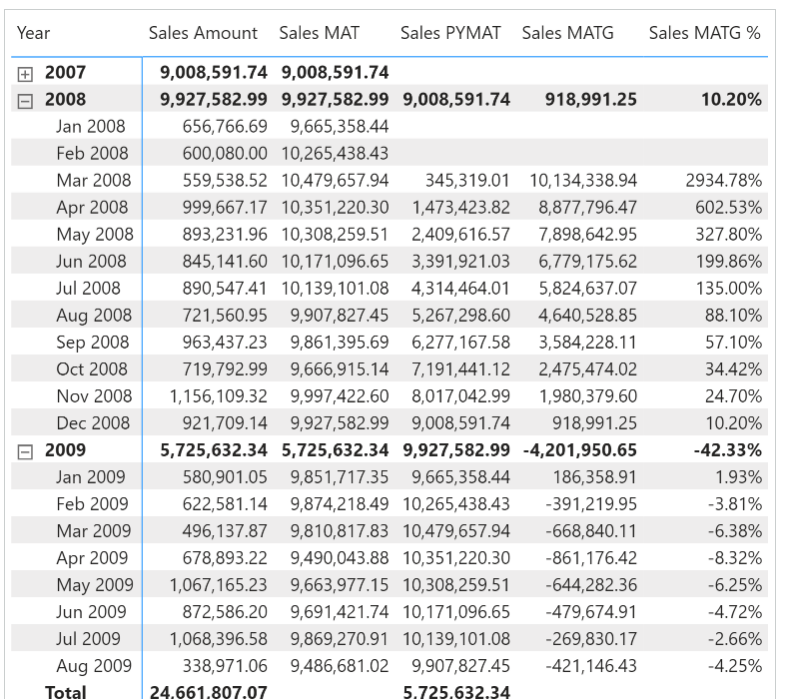 Year Sales Amount Sales MAT Sales PYMAT Sales MATG Sales MATG %
2007 9,008,591.74 9,008,591.74
2008 9,927,582.99 9,927,582.99 9,008,591.74 918,991.25 10.20%
Jan 2008 656,766.69 9,665,358.44
Feb 2008 600,080.00 10,265,438.43
Mar 2008 559,538.52 10,479,657.94 345,319.01 10,134,338.94 2934.78%
Apr 2008 999,667.17 10,351,220.30 1,473,423.82 8,877,796.47 602.53%
May 2008 893,231.96 10,308,259.51 2,409,616.57 7,898,642.95 327.80%
Jun 2008 845,141.60 10,171,096.65 3,391,921.03 6,779,175.62 199.86%
Jul 2008 890,547.41 10,139,101.08 4,314,464.01 5,824,637.07 135.00%
Aug 2008 721,560.95 9,907,827.45 5,267,298.60 4,640,528.85 88.10%
Sep 2008 963,437.23 9,861,395.69 6,277,167.58 3,584,228.11 57.10%
Oct 2008 719,792.99 9,666,915.14 7,191,441.12 2,475,474.02 34.42%
Nov 2008 1,156,109.32 9,997,422.60 8,017,042.99 1,980,379.60 24.70%
Dec 2008 921,709.14 9,927,582.99 9,008,591.74 918,991.25 10.20%
2009 5,725,632.34 5,725,632.34 9,927,582.99 -4,201,950.65 -42.33%
Jan 2009 580,901.05 9,851,717.35 9,665,358.44 186,358.91 1.93%
Feb 2009 622,581.14 9,874,218.49 10,265,438.43 -391,219.95 -3.81%
Mar 2009 496,137.87 9,810,817.83 10,479,657.94 -668,840.11 -6.38%
Apr 2009 678,893.22 9,490,043.88 10,351,220.30 -861,176.42 -8.32%
May 2009 1,067,165.23 9,663,977.15 10,308,259.51 -644,282.36 -6.25%
Jun 2009 872,586.20 9,691,421.74 10,171,096.65 -479,674.91 -4.72%
Jul 2009 1,068,396.58 9,869,270.91 10,139,101.08 -269,830.17 -2.66%
Aug 2009 338,971.06 9,486,681.02 9,907,827.45 -421,146.43 -4.25%
Total 24,661,807.07 5,725,632.34